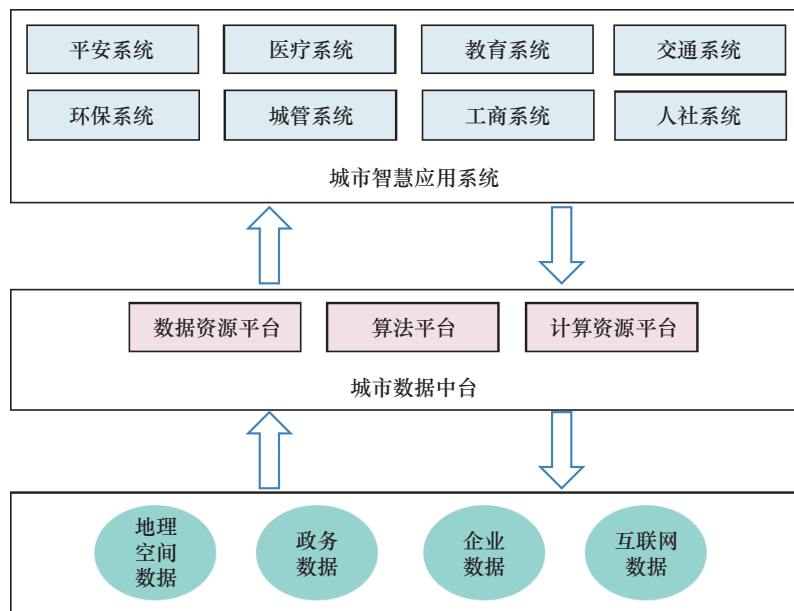 平安系统
医疗系统
教育系统
交通系统
环保系统
城管系统
工商系统
人社系统
城市智慧应用系统
数据资源平台
算法平台
计算资源平台
城市数据中台
地理
空间
数据
政务
数据
企业
数据
互联网
数据